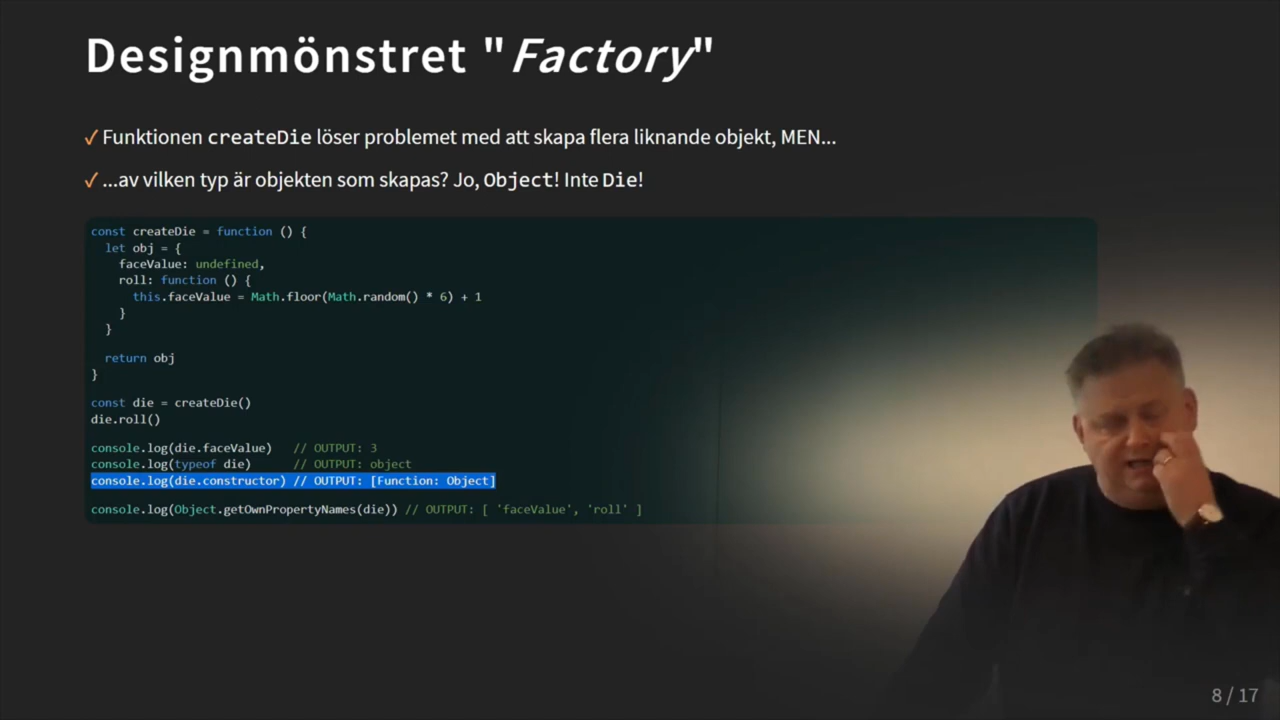 Designmönstret "Factory"
✓ Funktionen createDie löser problemet med att skapa flera liknande objekt, MEN...
✓ ...av vilken typ är objekten som skapas? Jo, Object! Inte Die!
const createDie = function () {
  let obj = {
    faceValue: undefined,
    roll: function () {
      this.faceValue = Math.floor(Math.random() * 6) + 1
    }
  }
  return obj
}
const die = createDie()
die.roll()
console.log(die.faceValue)   // OUTPUT: 3
console.log(typeof die)      // OUTPUT: object
console.log(die.constructor) // OUTPUT: [Function: Object]
console.log(Object.getOwnPropertyNames(die)) // OUTPUT: [ 'faceValue', 'roll' ]
8 / 17